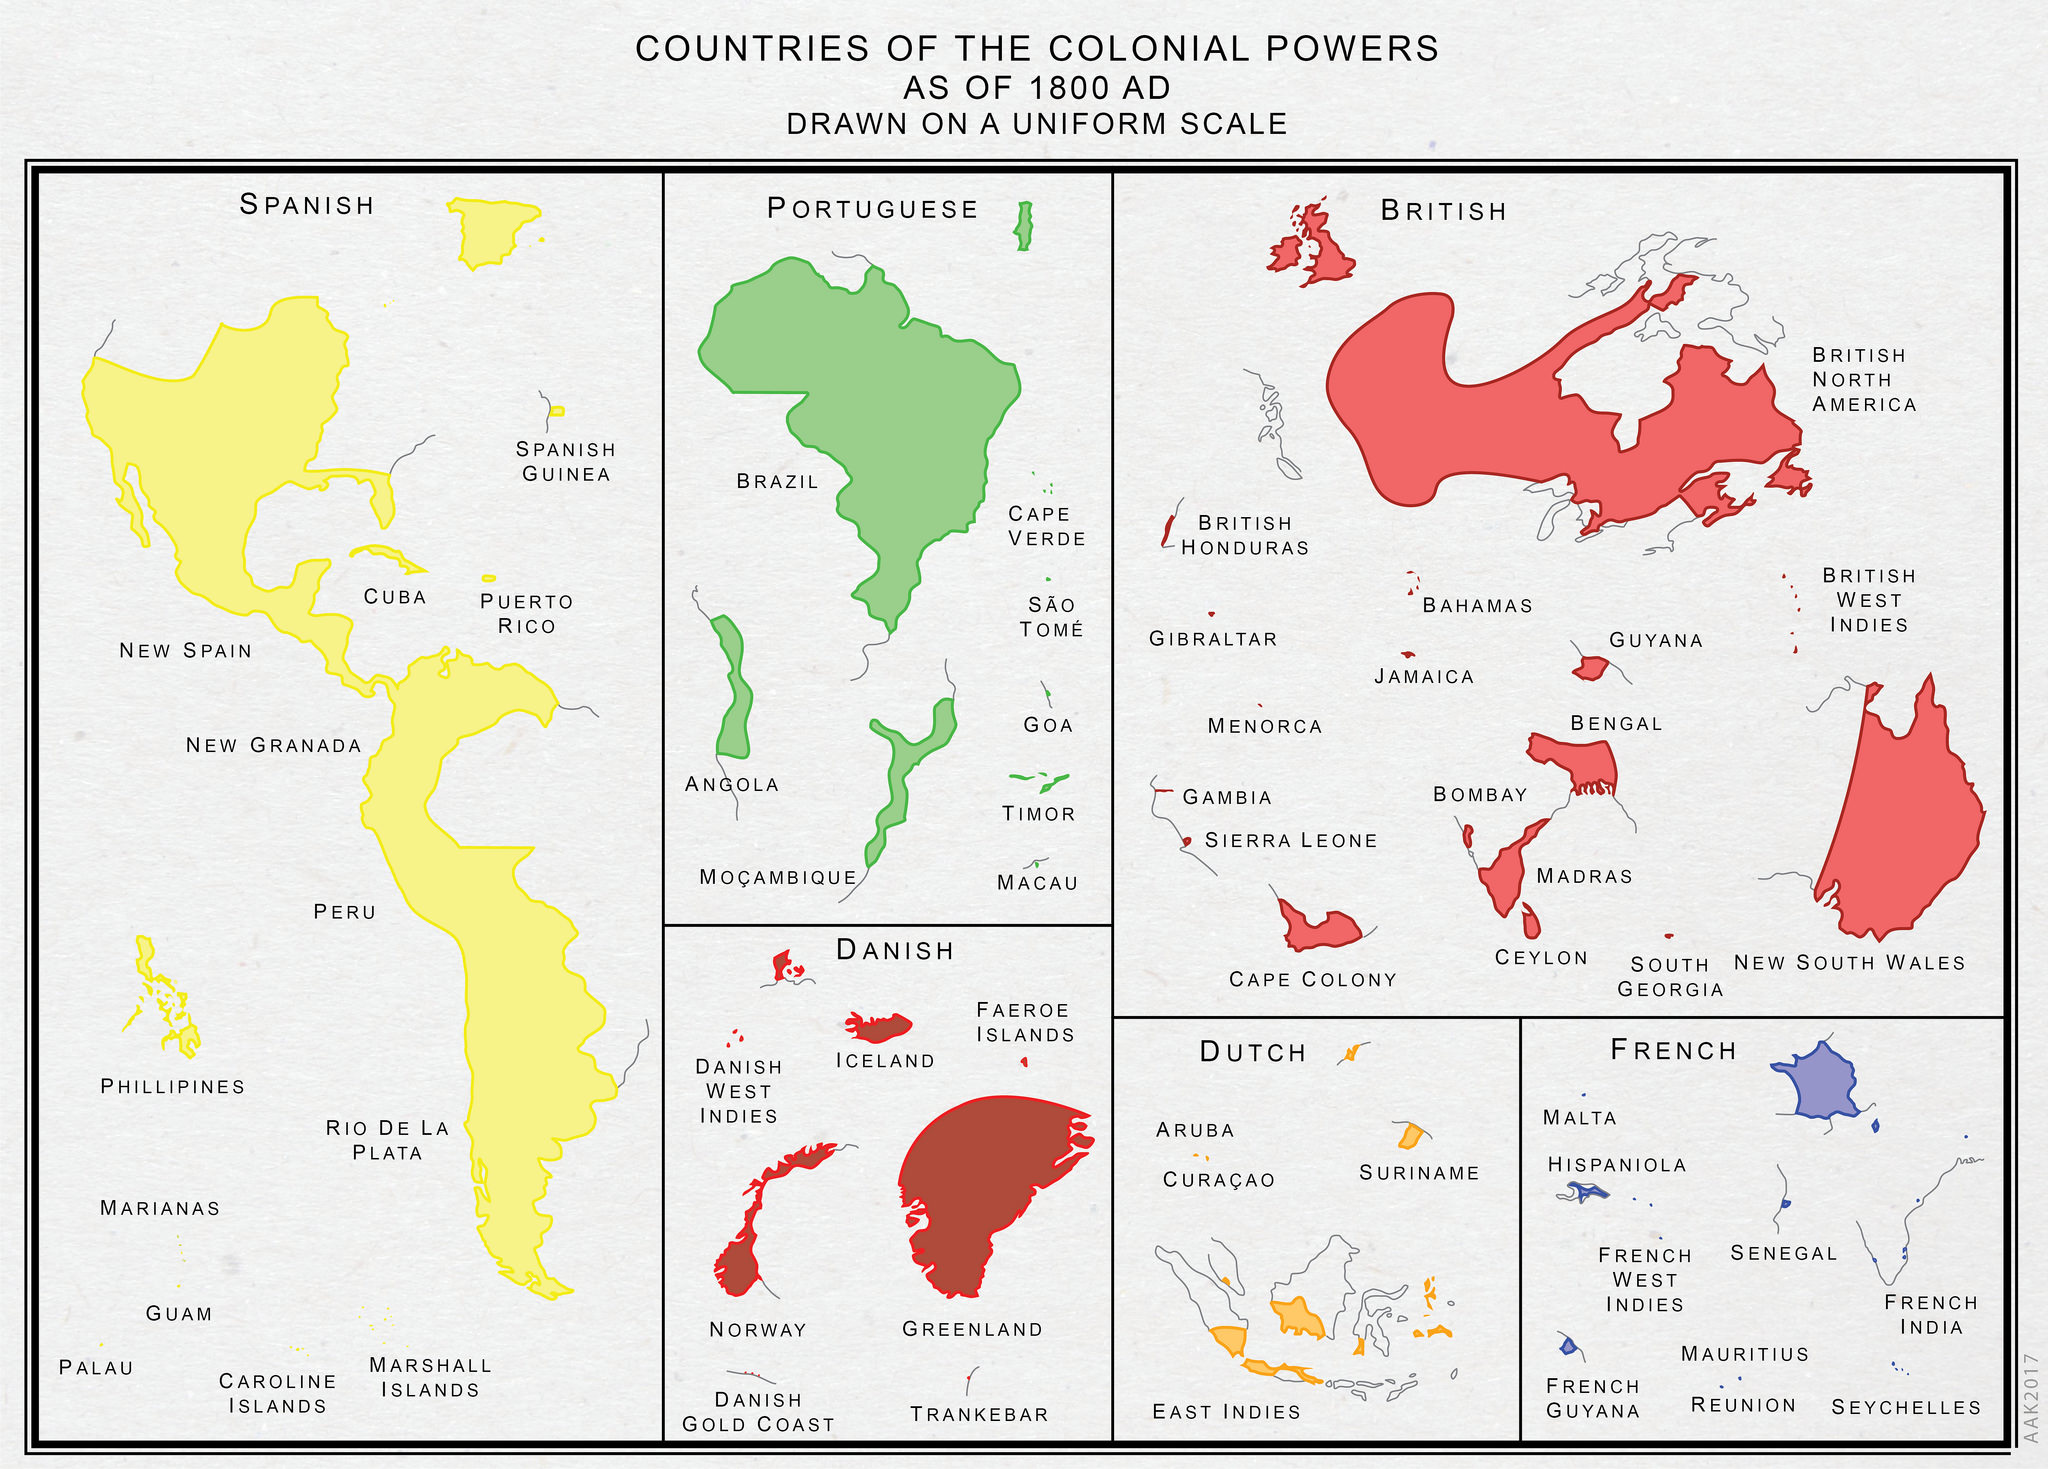 COUNTRIES OF THE COLONIAL POWERS
AS OF 1800 AD
DRAWN ON A UNIFORM SCALE
SPANISH
SPANISH
GUINEA
CUBA
PUERTO
RICO
NEW SPAIN
NEW GRANADA
PERU
PHILLIPINES
RIO DE LA
PLATA
MARIANAS
GUAM
PALAU
CAROLINE
ISLANDS
MARSHALL
ISLANDS
PORTUGUESE
BRAZIL
CAPE
VERDE
SÃO
TOMÉ
GOA
ANGOLA
TIMOR
MOÇAMBIQUE
MACAU
DANISH
FAEROE
ISLANDS
ICELAND
DANISH
WEST
INDIES
NORWAY
GREENLAND
DANISH
GOLD COAST
TRANKEBAR
BRITISH
BRITISH
NORTH
AMERICA
BRITISH
HONDURAS
BAHAMAS
BRITISH
WEST
INDIES
GIBRALTAR
GUYANA
JAMAICA
MENORCA
BENGAL
GAMBIA
BOMBAY
SIERRA LEONE
MADRAS
CAPE COLONY
CEYLON
SOUTH
GEORGIA
NEW SOUTH WALES
DUTCH
ARUBA
CURAÇAO
SURINAME
EAST INDIES
FRENCH
MALTA
HISPANIOLA
FRENCH
WEST
INDIES
SENEGAL
FRENCH
INDIA
MAURITIUS
REUNION
FRENCH
GUYANA
SEYCHELLES
AAK2017